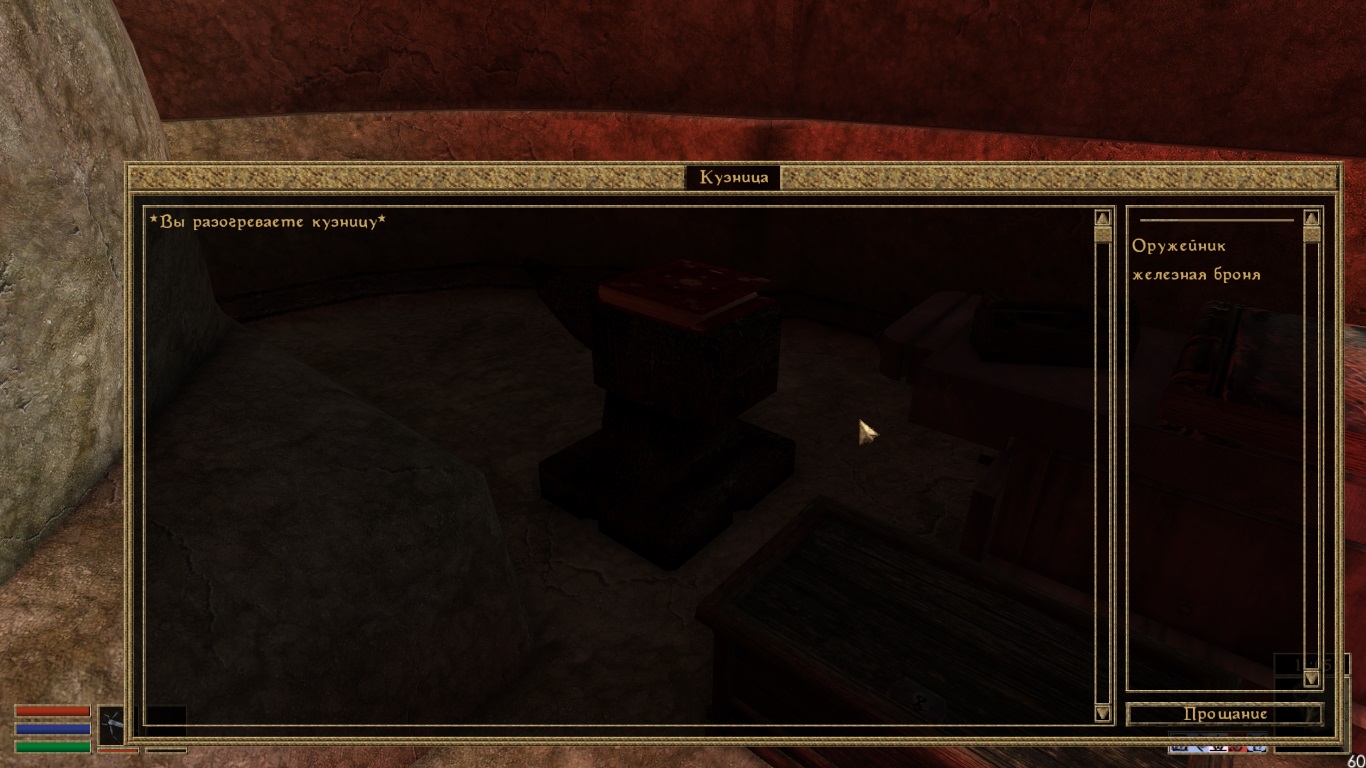 Кузница
*Вы разогреваете кузницу*
Оружейник
железная броня
Прощание
60